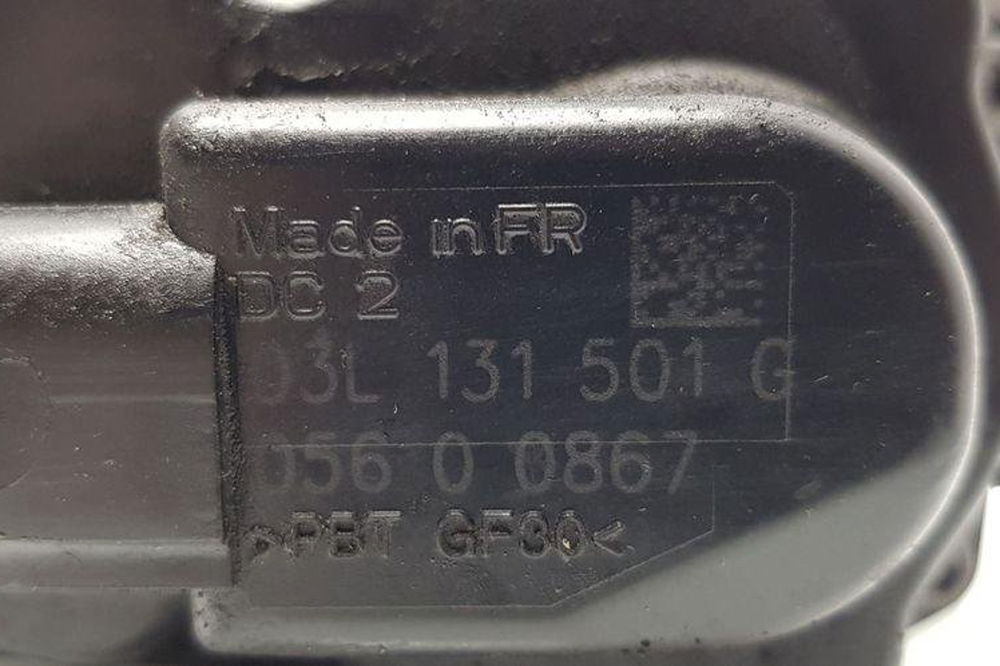 Made in FR
DC 2
03L 131 501 G
056 0 0867
>PBT GF30<